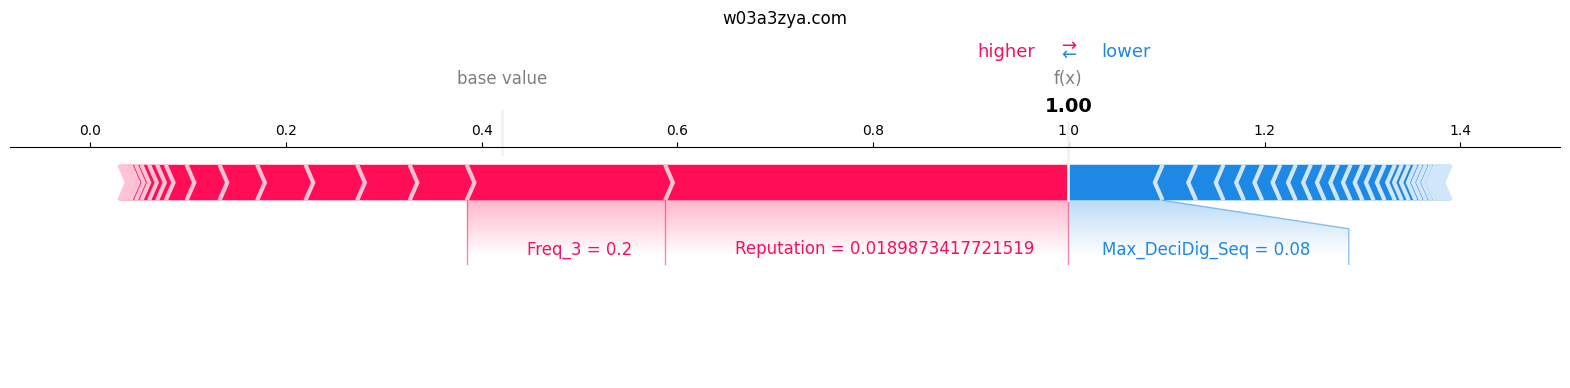 w03a3zya.com
higher → ← lower
base value f(x)
1.00
0.0 0.2 0.4 0.6 0.8 1.0 1.2 1.4
Freq_3 = 0.2 Reputation = 0.0189873417721519 Max_DeciDig_Seq = 0.08